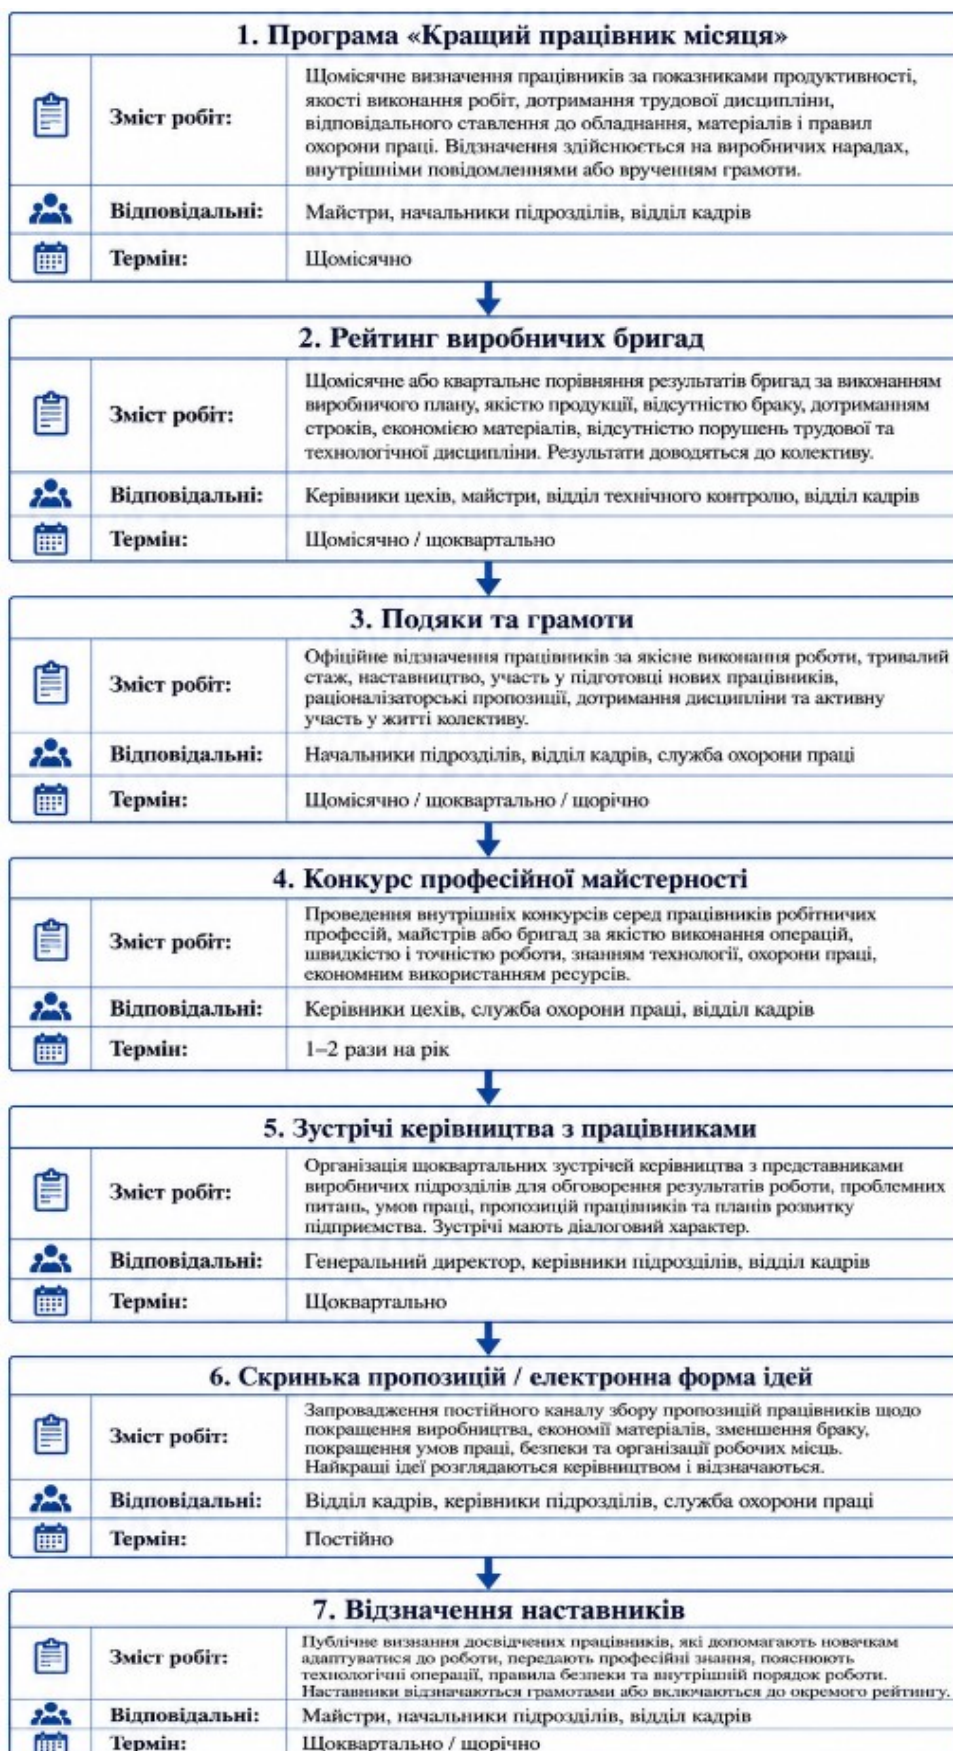 1. Програма «Кращий працівник місяця»
Зміст робіт:
Щомісячне визначення працівників за показниками продуктивності,
якості виконання робіт, дотримання трудової дисципліни,
відповідального ставлення до обладнання, матеріалів і правил
охорони праці. Відзначення здійснюється на виробничих нарадах,
внутрішніми повідомленнями або врученням грамоти.
Відповідальні:
Майстри, начальники підрозділів, відділ кадрів
Термін:
Щомісячно
2. Рейтинг виробничих бригад
Зміст робіт:
Щомісячне або квартальне порівняння результатів бригад за виконанням
виробничого плану, якістю продукції, відсутністю браку, дотриманням
строків, економією матеріалів, відсутністю порушень трудової та
технологічної дисципліни. Результати доводяться до колективу.
Відповідальні:
Керівники цехів, майстри, відділ технічного контролю, відділ кадрів
Термін:
Щомісячно / щоквартально
3. Подяки та грамоти
Зміст робіт:
Офіційне відзначення працівників за якісне виконання роботи, тривалий
стаж, наставництво, участь у підготовці нових працівників,
раціоналізаторські пропозиції, дотримання дисципліни та активну
участь у житті колективу.
Відповідальні:
Начальники підрозділів, відділ кадрів, служба охорони праці
Термін:
Щомісячно / щоквартально / щорічно
4. Конкурс професійної майстерності
Зміст робіт:
Проведення внутрішніх конкурсів серед працівників робітничих
професій, майстрів або бригад за якістю виконання операцій,
швидкістю і точністю роботи, знанням технології, охорони праці,
економним використанням ресурсів.
Відповідальні:
Керівники цехів, служба охорони праці, відділ кадрів
Термін:
1–2 рази на рік
5. Зустрічі керівництва з працівниками
Зміст робіт:
Організація щоквартальних зустрічей керівництва з представниками
виробничих підрозділів для обговорення результатів роботи, проблемних
питань, умов праці, пропозицій працівників та планів розвитку
підприємства. Зустрічі мають діалоговий характер.
Відповідальні:
Генеральний директор, керівники підрозділів, відділ кадрів
Термін:
Щоквартально
6. Скринька пропозицій / електронна форма ідей
Зміст робіт:
Запровадження постійного каналу збору пропозицій працівників щодо
покращення виробництва, економії матеріалів, зменшення браку,
покращення умов праці, безпеки та організації робочих місць.
Найкращі ідеї розглядаються керівництвом і відзначаються.
Відповідальні:
Відділ кадрів, керівники підрозділів, служба охорони праці
Термін:
Постійно
7. Відзначення наставників
Зміст робіт:
Публічне визнання досвідчених працівників, які допомагають новачкам
адаптуватися до роботи, передають професійні знання, пояснюють
технологічні операції, правила безпеки та внутрішній порядок роботи.
Наставники відзначаються грамотами або включаються до окремого рейтингу.
Відповідальні:
Майстри, начальники підрозділів, відділ кадрів
Термін:
Щоквартально / щорічно